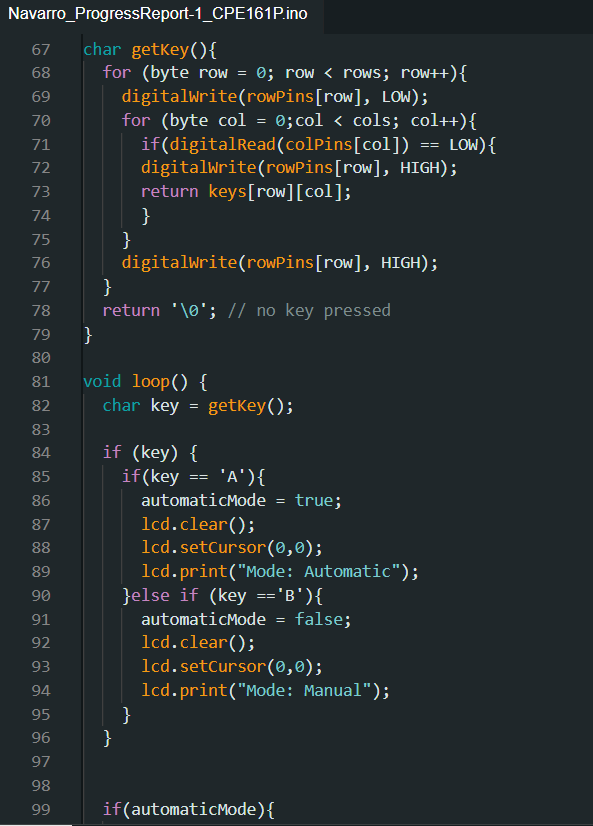 Navarro_ProgressReport-1_CPE161P.ino
67 char getKey(){
68   for (byte row = 0; row < rows; row++){
69     digitalWrite(rowPins[row], LOW);
70     for (byte col = 0;col < cols; col++){
71       if(digitalRead(colPins[col]) == LOW){
72       digitalWrite(rowPins[row], HIGH);
73       return keys[row][col];
74       }
75     }
76     digitalWrite(rowPins[row], HIGH);
77   }
78   return '\0'; // no key pressed
79 }
80
81 void loop() {
82   char key = getKey();
83
84   if (key) {
85     if(key == 'A'){
86       automaticMode = true;
87       lcd.clear();
88       lcd.setCursor(0,0);
89       lcd.print("Mode: Automatic");
90     }else if (key =='B'){
91       automaticMode = false;
92       lcd.clear();
93       lcd.setCursor(0,0);
94       lcd.print("Mode: Manual");
95     }
96   }
97
98
99   if(automaticMode){